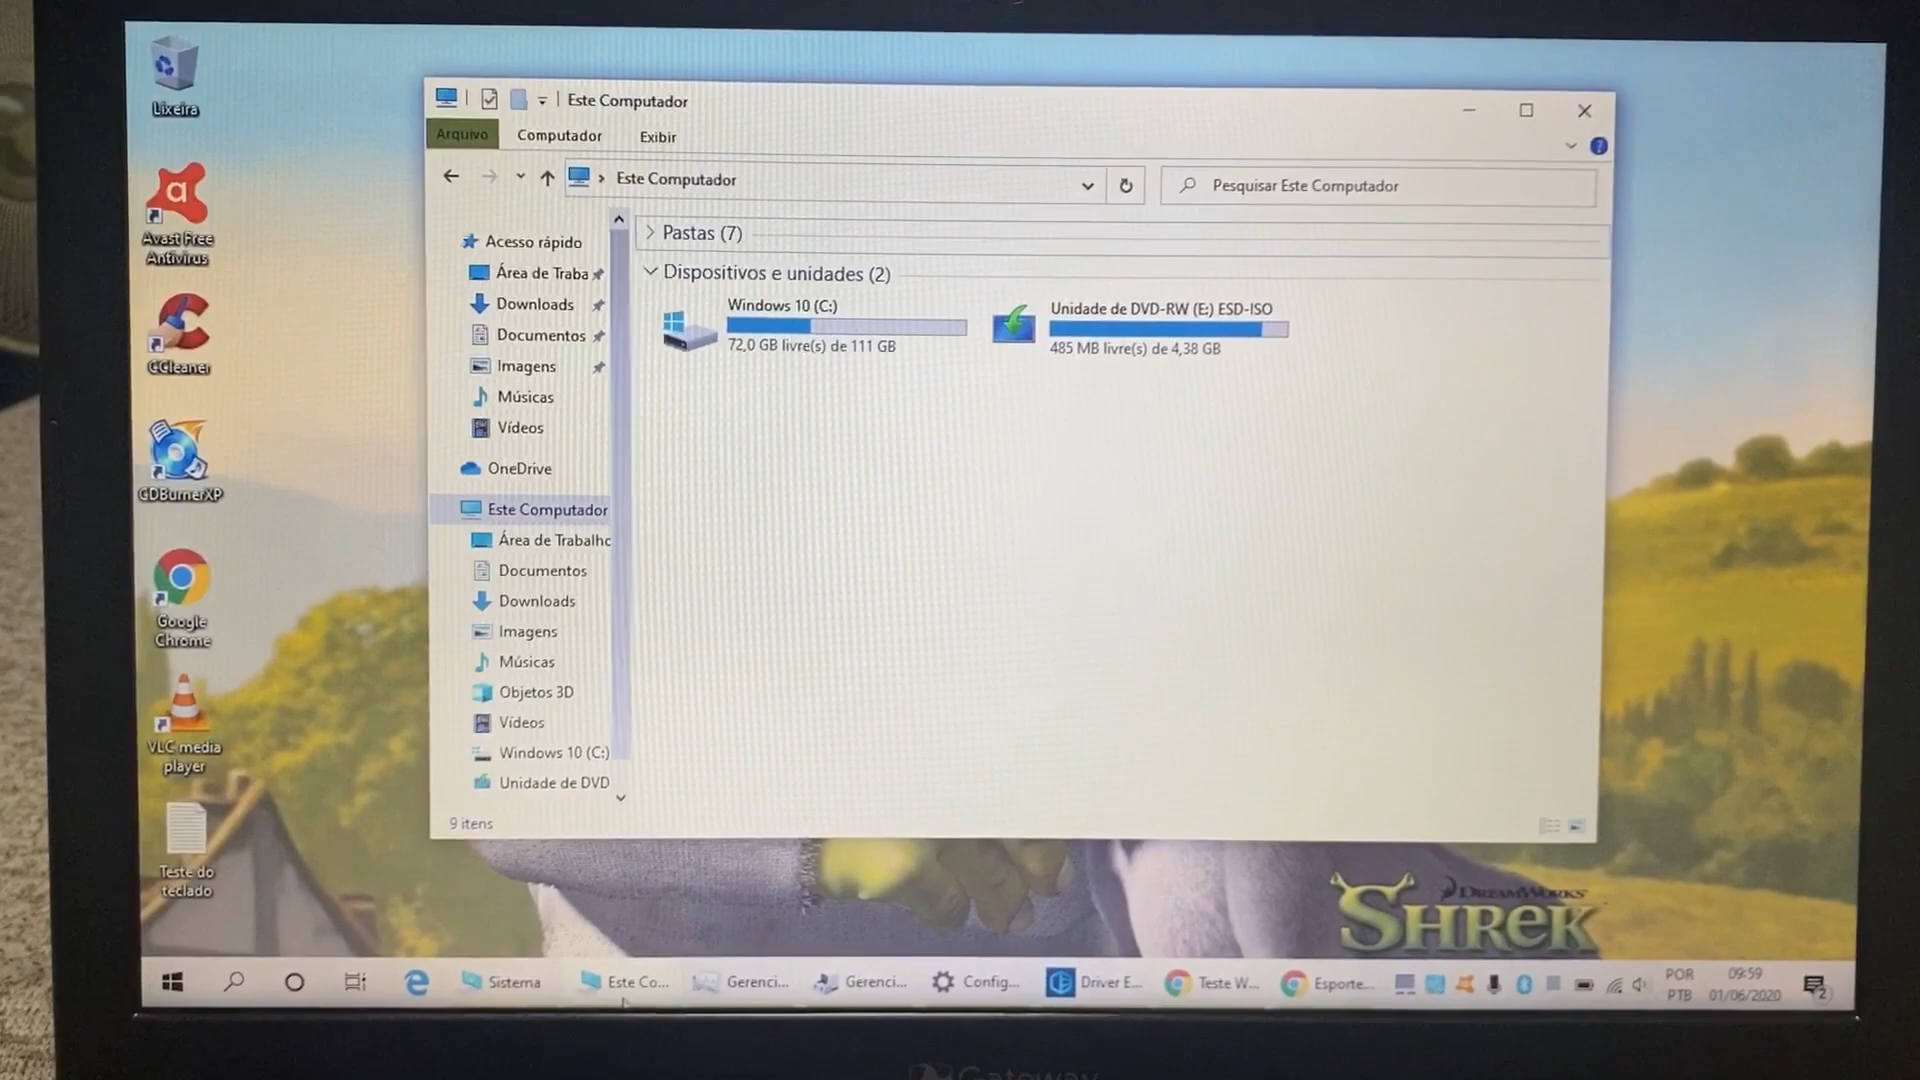 Lixeira
Avast Free
Antivirus
CCleaner
CDBurnerXP
Google
Chrome
VLC media
player
Teste do
teclado
Este Computador
Arquivo
Computador
Exibir
Este Computador
Pesquisar Este Computador
Acesso rápido
Área de Traba
Downloads
Documentos
Imagens
Músicas
Vídeos
OneDrive
Este Computador
Área de Trabalho
Documentos
Downloads
Imagens
Músicas
Objetos 3D
Vídeos
Windows 10 (C:)
Unidade de DVD
9 itens
Pastas (7)
Dispositivos e unidades (2)
Windows 10 (C:)
72,0 GB livre(s) de 111 GB
Unidade de DVD-RW (E:) ESD-ISO
485 MB livre(s) de 4,38 GB
DREAMWORKS
SHREK
Sistema
Este Co...
Gerenci...
Gerenci...
Config...
Driver E...
Teste W...
Esporte...
POR
PTB
09:59
01/06/2020
2
Gateway